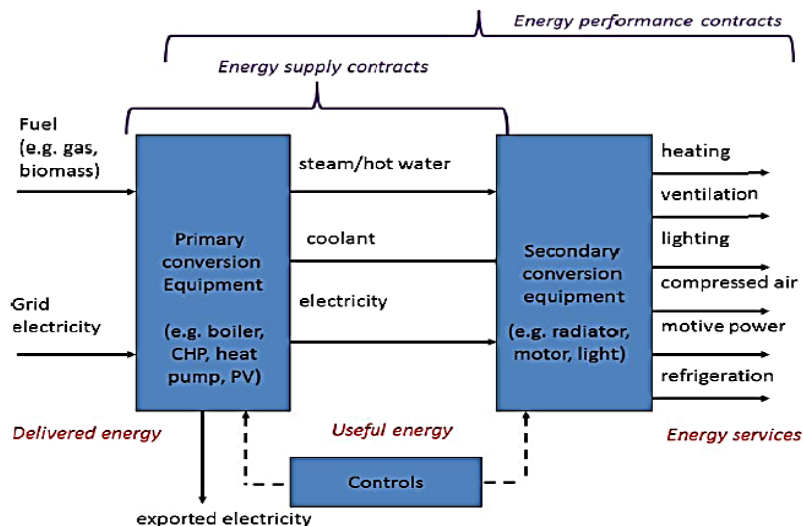 Energy performance contracts
Energy supply contracts
Fuel
(e.g. gas,
biomass)
Grid
electricity
Primary
conversion
Equipment
(e.g. boiler,
CHP, heat
pump, PV)
steam/hot water
coolant
electricity
Secondary
conversion
equipment
(e.g. radiator,
motor, light)
heating
ventilation
lighting
compressed air
motive power
refrigeration
Delivered energy
Useful energy
Energy services
Controls
exported electricity